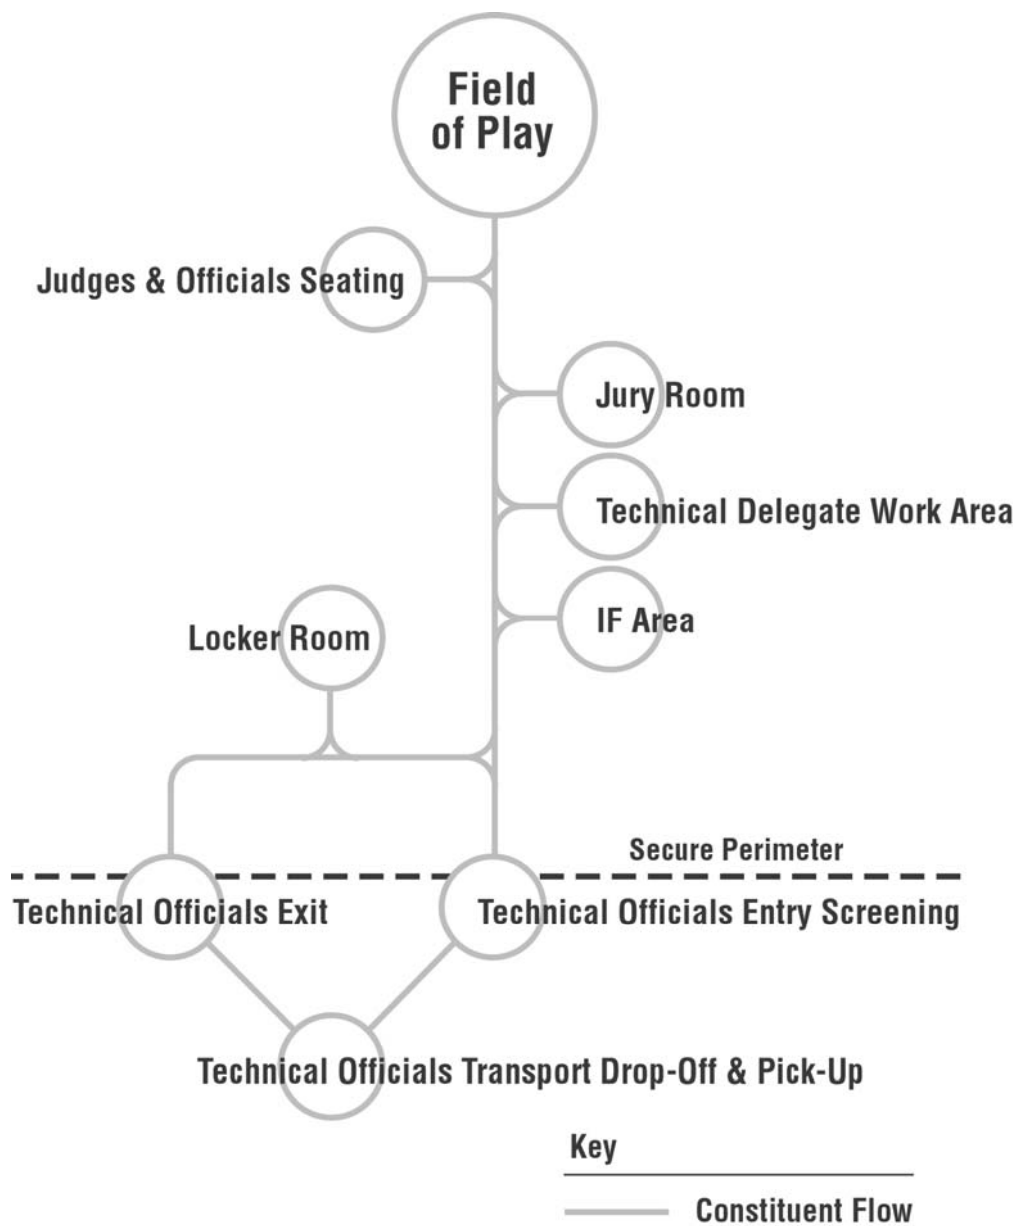 Field
of Play
Judges & Officials Seating
Jury Room
Technical Delegate Work Area
IF Area
Locker Room
Secure Perimeter
Technical Officials Exit
Technical Officials Entry Screening
Technical Officials Transport Drop-Off & Pick-Up
Key
Constituent Flow